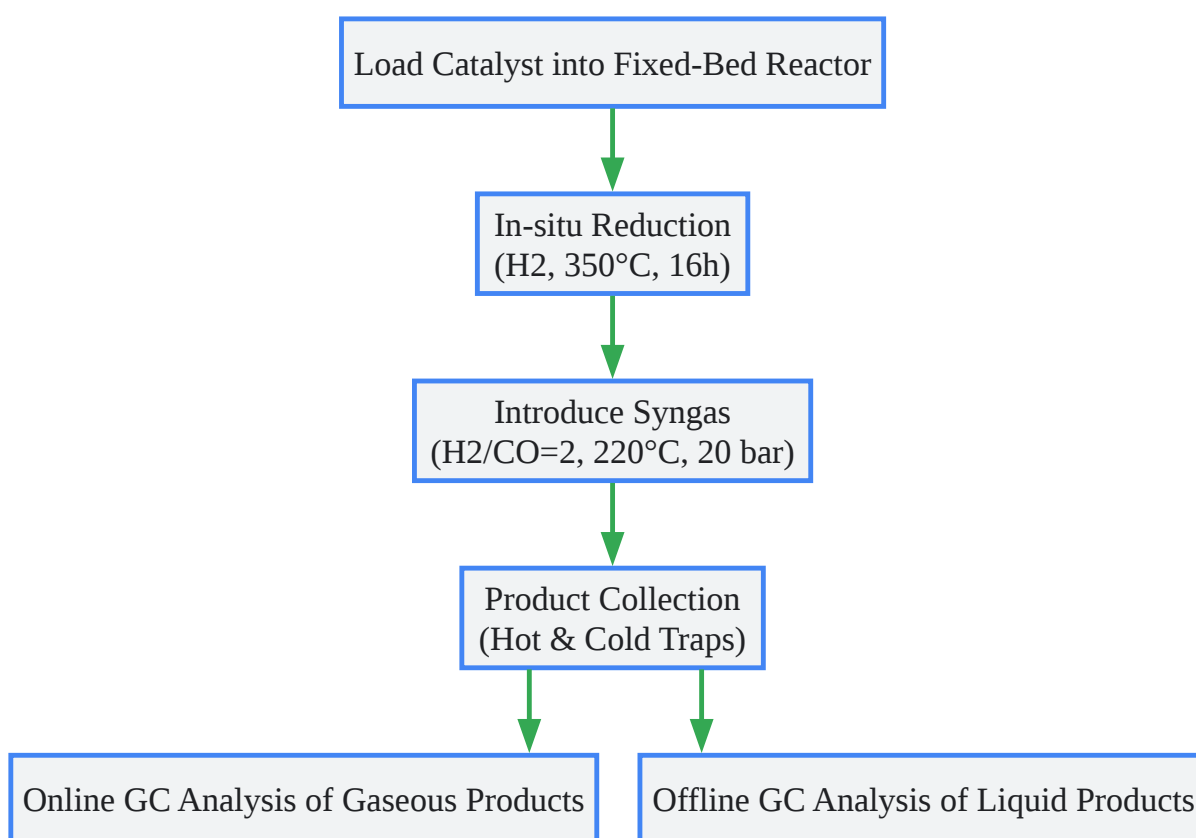 Load Catalyst into Fixed-Bed Reactor
In-situ Reduction
(H2, 350°C, 16h)
Introduce Syngas
(H2/CO=2, 220°C, 20 bar)
Product Collection
(Hot & Cold Traps)
Online GC Analysis of Gaseous Products
Offline GC Analysis of Liquid Products